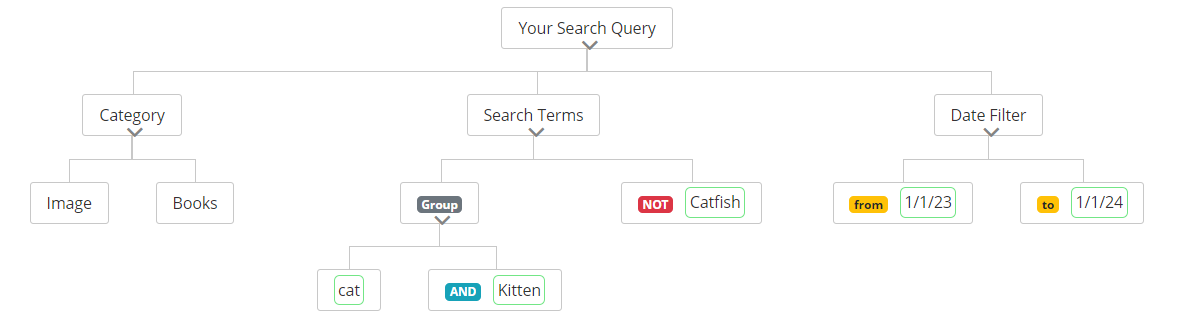 Your Search Query
Category
Search Terms
Date Filter
Image
Books
Group
NOT Catfish
from 1/1/23
to 1/1/24
cat
AND Kitten